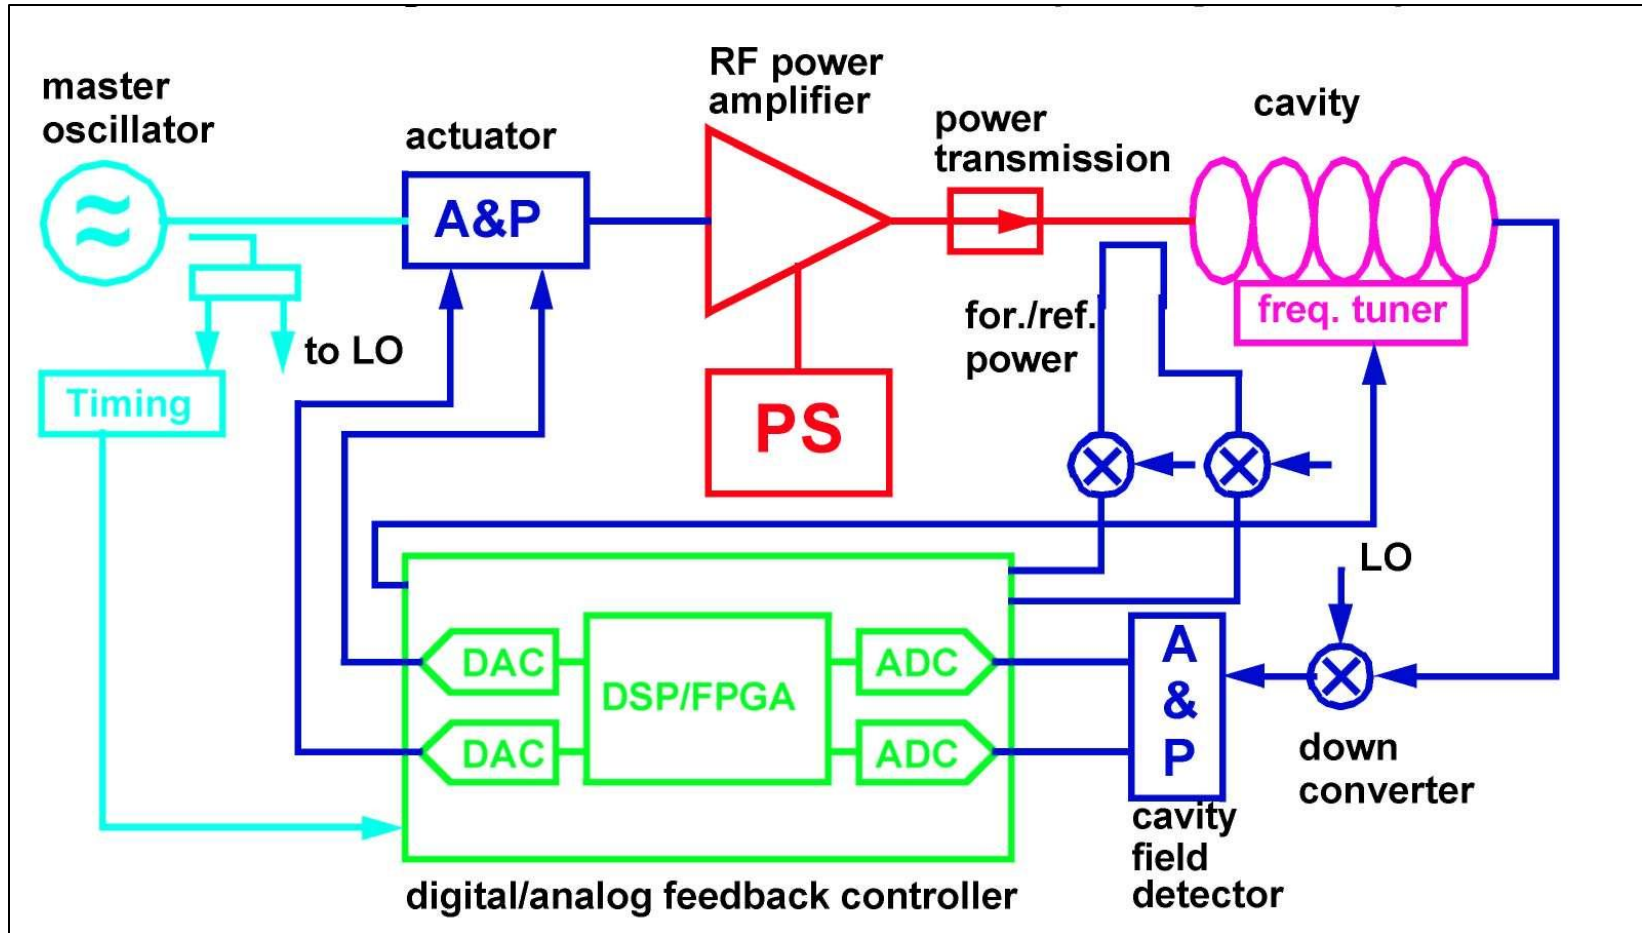 master
oscillator
actuator
A&P
RF power
amplifier
power
transmission
cavity
freq. tuner
for./ref.
power
to LO
Timing
PS
LO
DAC
DAC
DSP/FPGA
ADC
ADC
A
&
P
down
converter
cavity
field
detector
digital/analog feedback controller